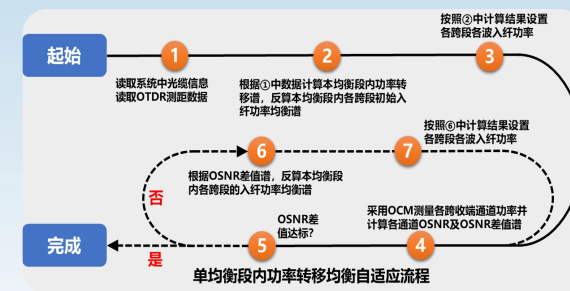 按照②中计算结果设置
各跨段各波入纤功率
起始
1
2
3
读取系统中光缆信息
读取OTDR测距数据
根据①中数据计算本均衡段内功率转
移谱，反算本均衡段内各跨段初始入
纤功率均衡谱
按照⑥中计算结果设置
各跨段各波入纤功率
6
7
根据OSNR差值谱，反算本均衡段
内各跨段的入纤功率均衡谱
否
OSNR差
值达标?
采用OCM测量各跨收端通道功率并
计算各通道OSNR及OSNR差值谱
完成
是
5
4
单均衡段内功率转移均衡自适应流程